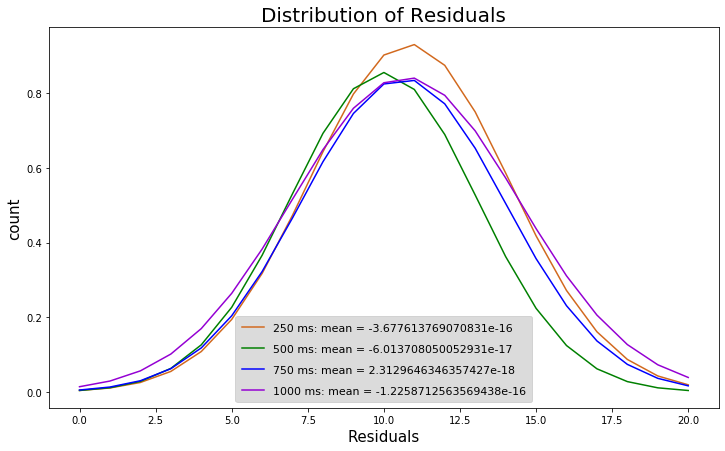 Distribution of Residuals
count
0.8
0.6
0.4
0.2
0.0
250 ms: mean = -3.677613769070831e-16
500 ms: mean = -6.013708050052931e-17
750 ms: mean = 2.3129646346357427e-18
1000 ms: mean = -1.2258712563569438e-16
0.0 2.5 5.0 7.5 10.0 12.5 15.0 17.5 20.0
Residuals